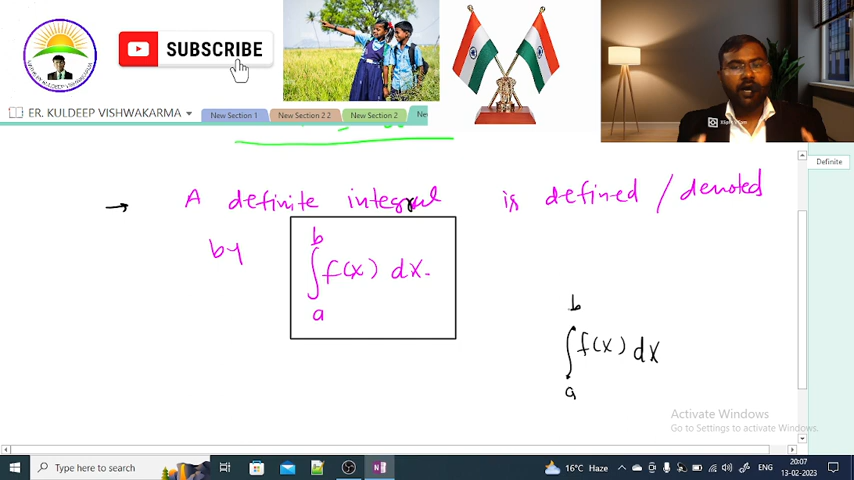 SUBSCRIBE
ER. KULDEEP VISHWAKARMA
New Section 1
New Section 2 2
New Section 2
Ne
Definite
→ A definite integral is defined / denoted
by
b
∫f(x) dx.
a
b
∫f(x) dx
a
Activate Windows
Go to Settings to activate Windows.
Type here to search
16°C Haze
ENG
20:07
13-02-2023